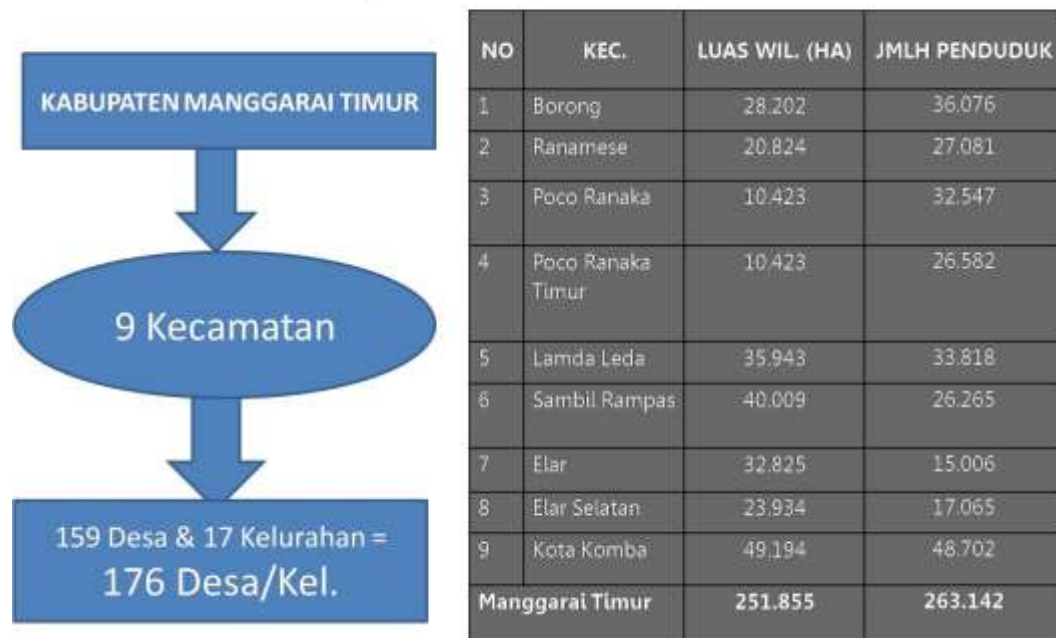 KABUPATEN MANGGARAI TIMUR
9 Kecamatan
159 Desa & 17 Kelurahan =
176 Desa/Kel.
NO KEC. LUAS WIL. (HA) JMLH PENDUDUK
1 Borong 28.202 36.076
2 Ranamese 20.824 27.081
3 Poco Ranaka 10.423 32.547
4 Poco Ranaka 10.423 26.582
Timur
5 Lamda Leda 35.943 33.818
6 Sambil Rampas 40.009 26.265
7 Elar 32.825 15.006
8 Elar Selatan 23.934 17.065
9 Kota Komba 49.194 48.702
Manggarai Timur 251.855 263.142